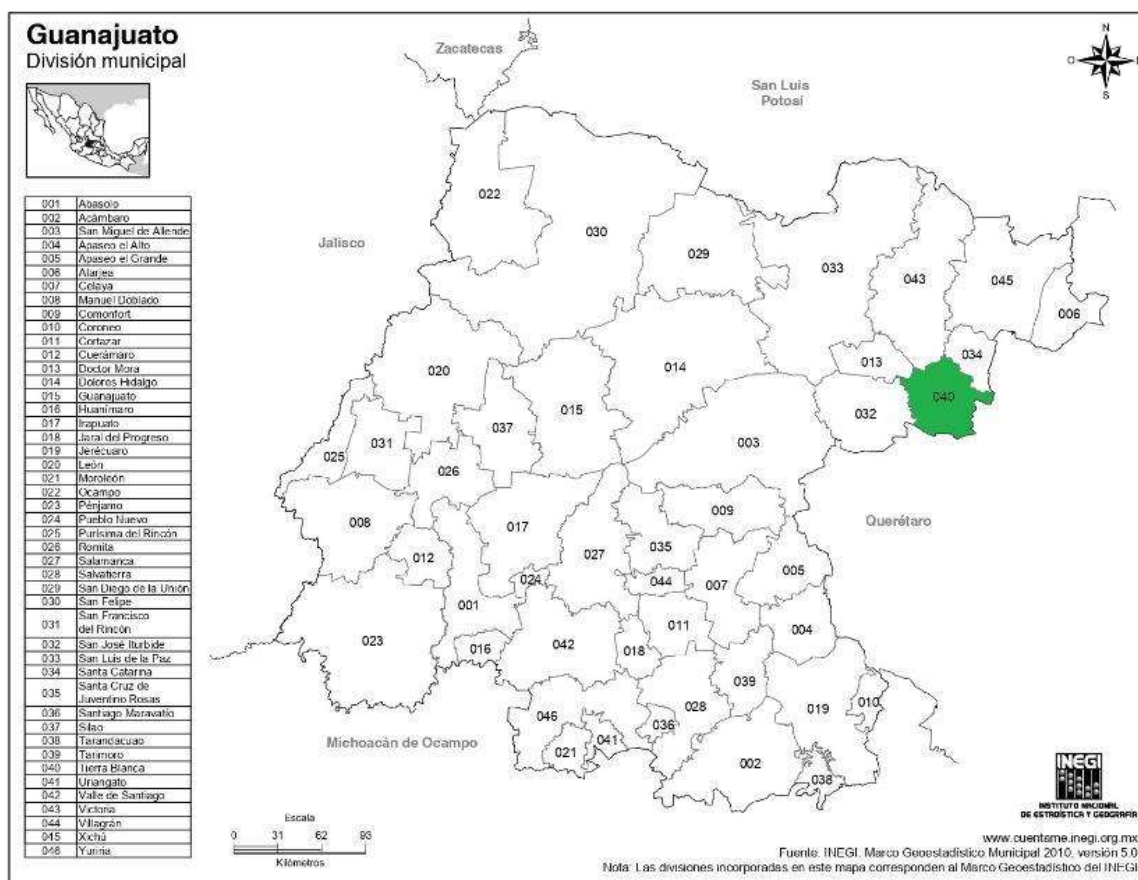 Guanajuato
División municipal
001 Abasolo
002 Acámbaro
003 San Miguel de Allende
004 Apaseo el Alto
005 Apaseo el Grande
006 Atarjea
007 Celaya
008 Manuel Doblado
009 Comonfort
010 Coroneo
011 Cortazar
012 Cuerámaro
013 Doctor Mora
014 Dolores Hidalgo
015 Guanajuato
016 Huanímaro
017 Irapuato
018 Jaral del Progreso
019 Jerécuaro
020 León
021 Moroleón
022 Ocampo
023 Pénjamo
024 Pueblo Nuevo
025 Purísima del Rincón
026 Romita
027 Salamanca
028 Salvatierra
029 San Diego de la Unión
030 San Felipe
031 San Francisco
del Rincón
032 San José Iturbide
033 San Luis de la Paz
034 Santa Catarina
035 Santa Cruz de
Juventino Rosas
036 Santiago Maravatío
037 Silao
038 Tarandacuao
039 Tarimoro
040 Tierra Blanca
041 Uriangato
042 Valle de Santiago
043 Victoria
044 Villagrán
045 Xichú
046 Yuriria
Zacatecas
San Luis
Potosí
N
O
E
S
Jalisco
Querétaro
Michoacán de Ocampo
022
030
029
033
043
045
006
034
013
040
014
032
020
015
037
003
031
025
026
009
008
017
027
035
012
005
024
044
007
001
023
011
004
016
042
018
039
010
028
019
046
036
041
021
002
038
Escala
0 31 62 93
Kilómetros
INEGI
INSTITUTO NACIONAL
DE ESTADÍSTICA Y GEOGRAFÍA
www.cuentame.inegi.org.mx
Fuente: INEGI. Marco Geoestadístico Municipal 2010, versión 5.0
Nota: Las divisiones incorporadas en este mapa corresponden al Marco Geoestadístico del INEGI